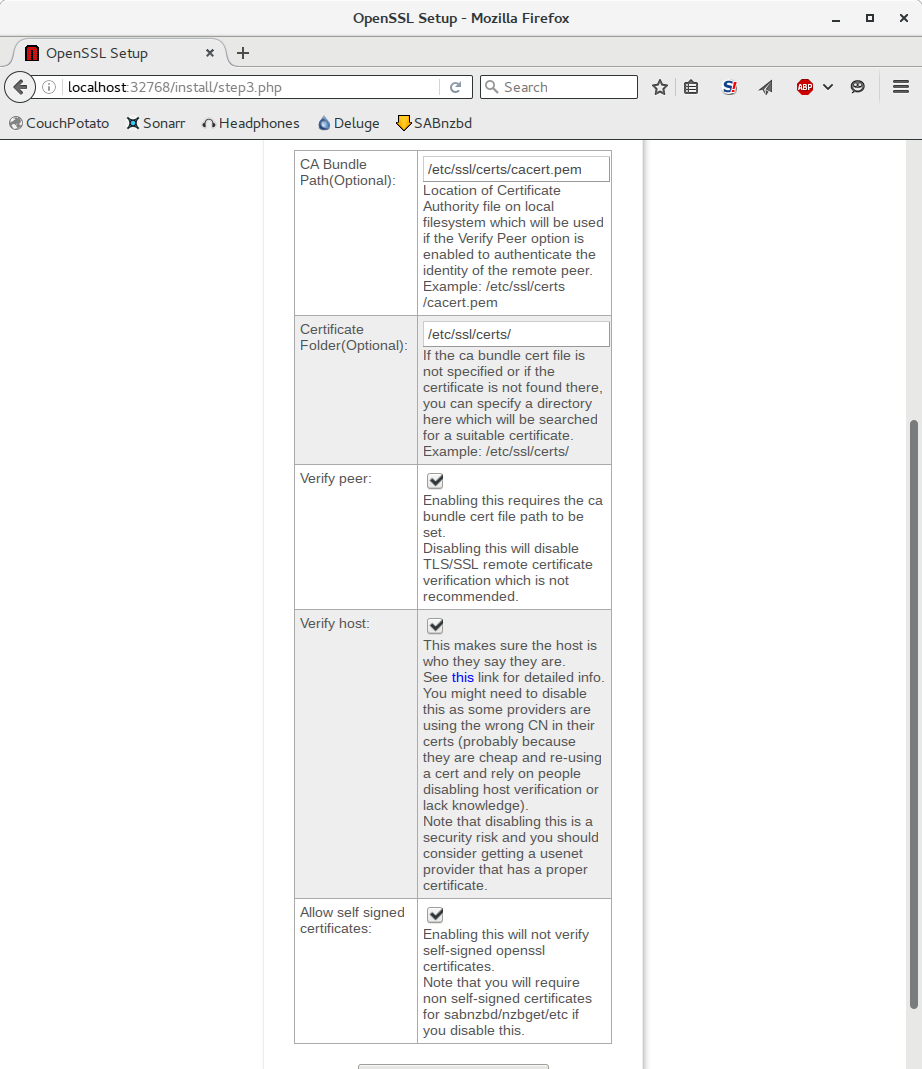 OpenSSL Setup - Mozilla Firefox
OpenSSL Setup
localhost:32768/install/step3.php
Search
S!
ABP
CouchPotato
Sonarr
Headphones
Deluge
SABnzbd
CA Bundle
Path(Optional):
/etc/ssl/certs/cacert.pem
Location of Certificate
Authority file on local
filesystem which will be used
if the Verify Peer option is
enabled to authenticate the
identity of the remote peer.
Example: /etc/ssl/certs
/cacert.pem
Certificate
Folder(Optional):
/etc/ssl/certs/
If the ca bundle cert file is
not specified or if the
certificate is not found there,
you can specify a directory
here which will be searched
for a suitable certificate.
Example: /etc/ssl/certs/
Verify peer:
Enabling this requires the ca
bundle cert file path to be
set.
Disabling this will disable
TLS/SSL remote certificate
verification which is not
recommended.
Verify host:
This makes sure the host is
who they say they are.
See this link for detailed info.
You might need to disable
this as some providers are
using the wrong CN in their
certs (probably because
they are cheap and re-using
a cert and rely on people
disabling host verification or
lack knowledge).
Note that disabling this is a
security risk and you should
consider getting a usenet
provider that has a proper
certificate.
Allow self signed
certificates:
Enabling this will not verify
self-signed openssl
certificates.
Note that you will require
non self-signed certificates
for sabnzbd/nzbget/etc if
you disable this.